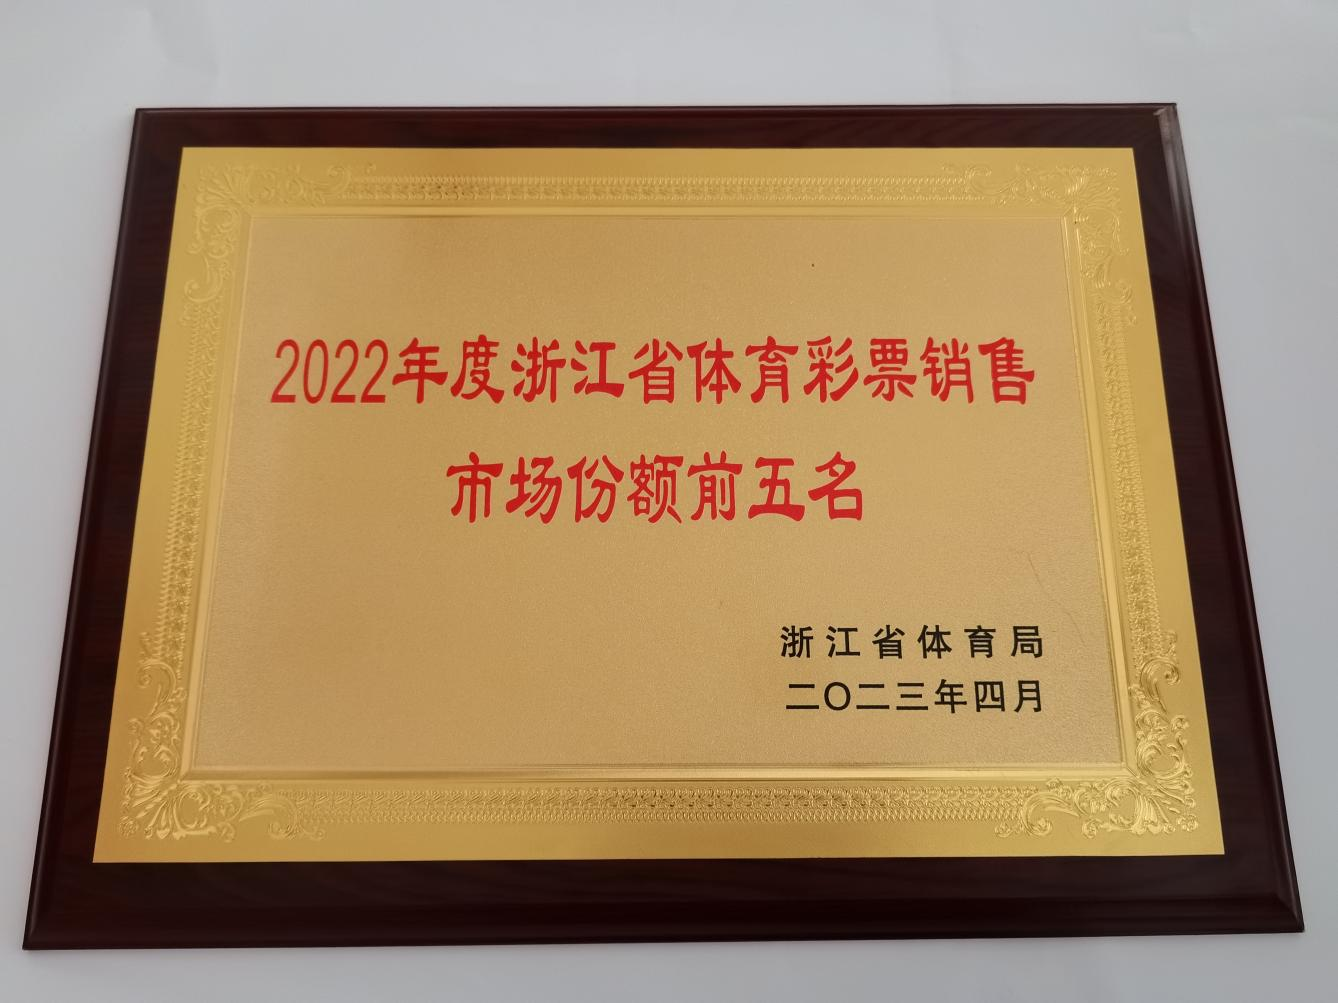 2022年度浙江省体育彩票销售
市场份额前五名
浙江省体育局
二〇二三年四月